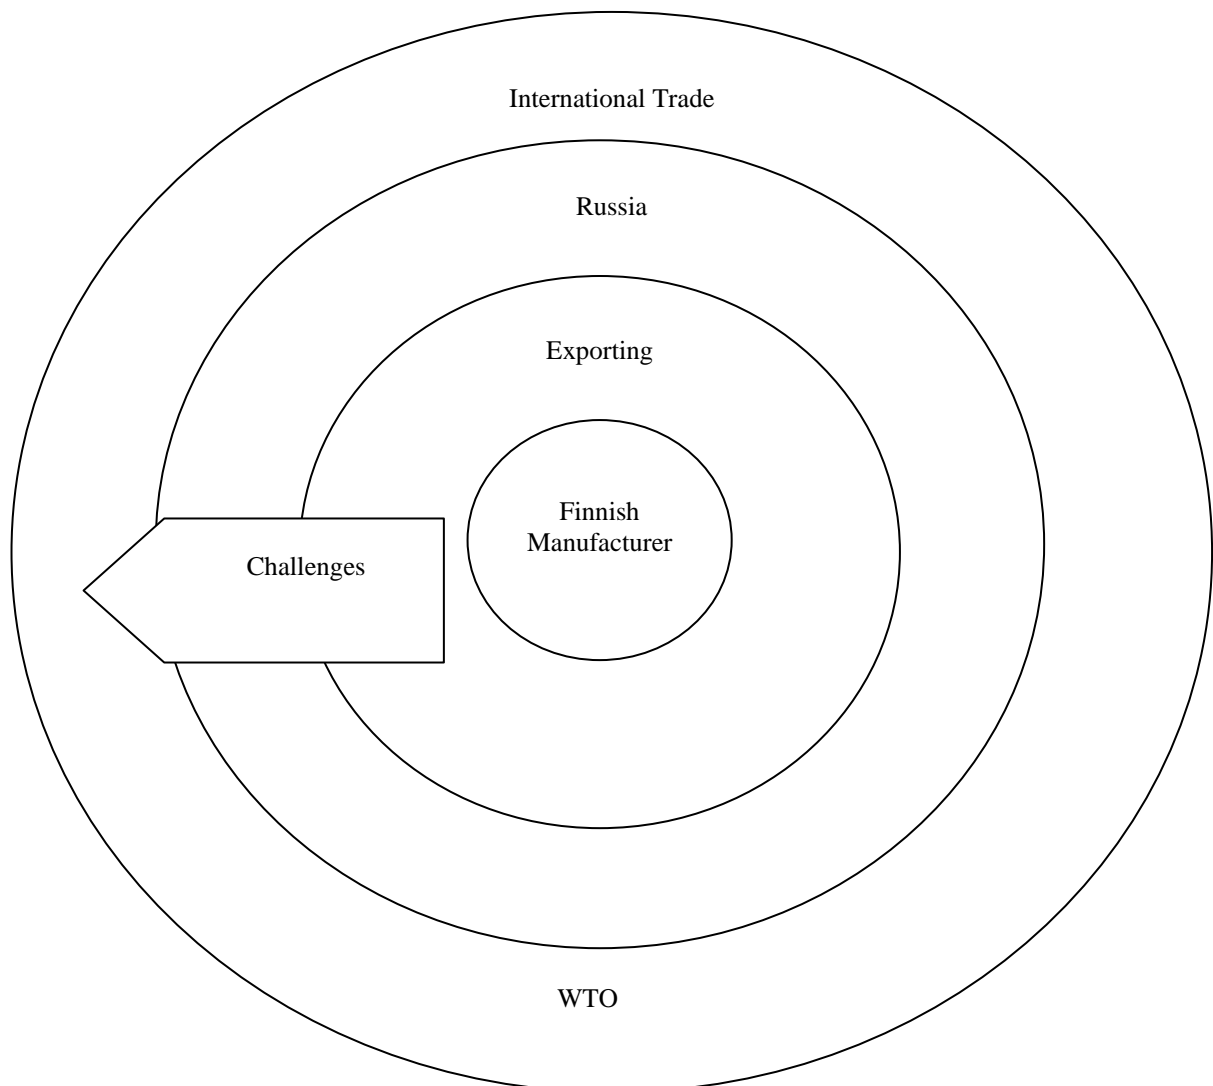 International Trade
Russia
Exporting
Finnish
Manufacturer
Challenges
WTO